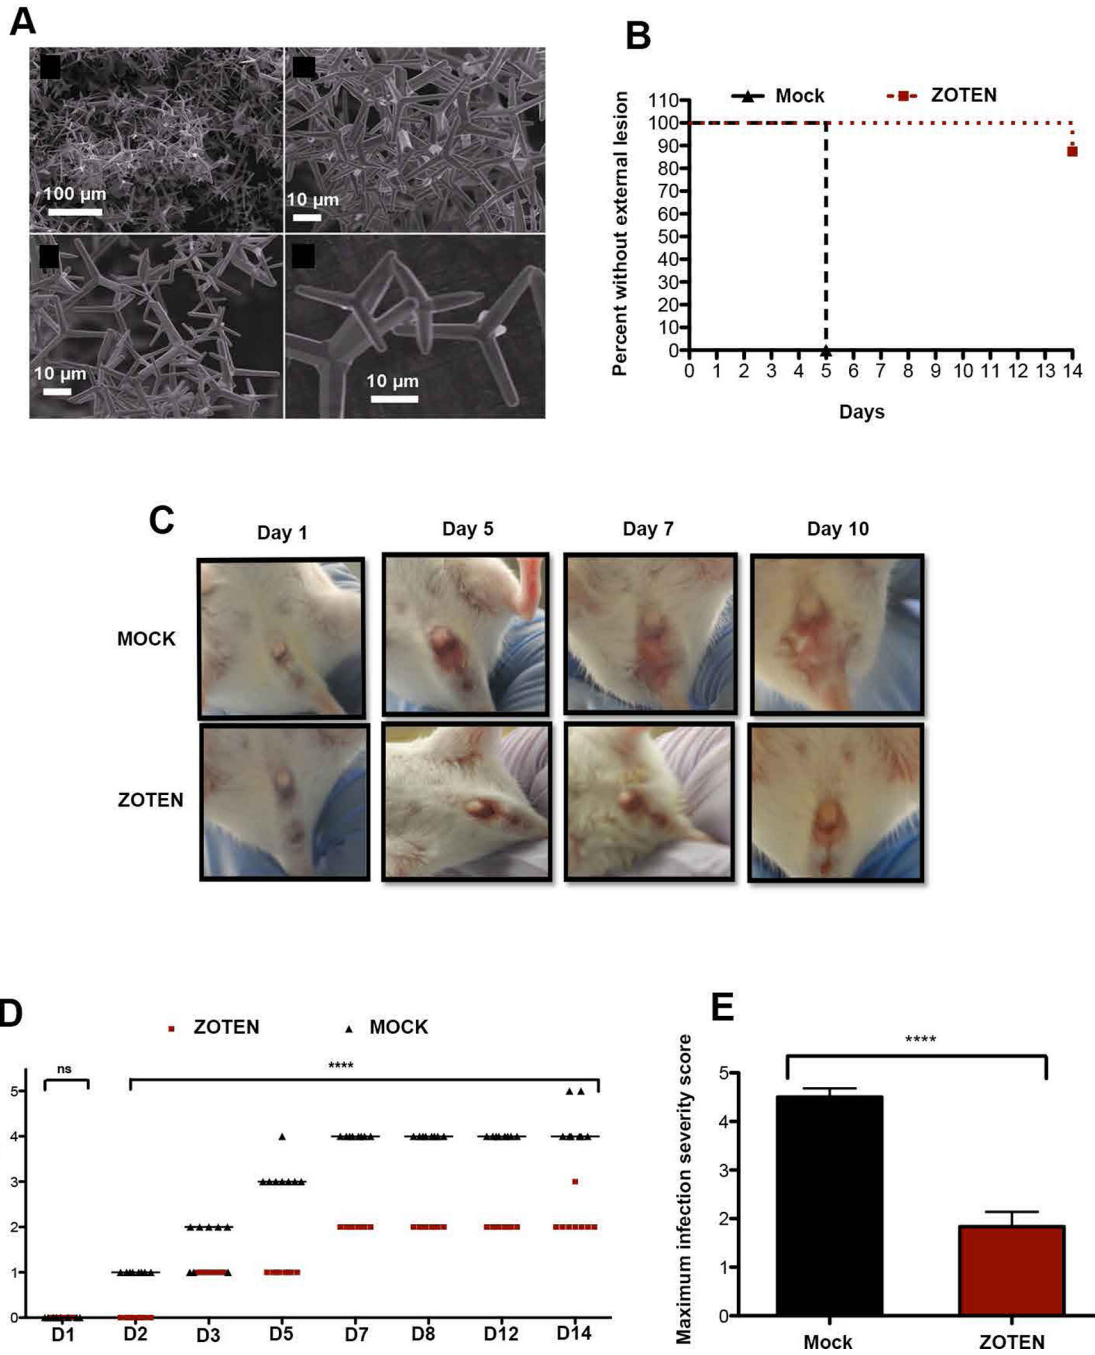 A
100 µm
10 µm
10 µm
10 µm
B
Mock ZOTEN
Percent without external lesion
110
100
90
80
70
60
50
40
30
20
10
0
0 1 2 3 4 5 6 7 8 9 10 11 12 13 14
Days
C
Day 1 Day 5 Day 7 Day 10
MOCK
ZOTEN
D
ZOTEN MOCK
ns ****
5
4
3
2
1
0
D1 D2 D3 D5 D7 D8 D12 D14
E
****
Maximum infection severity score
5
4
3
2
1
0
Mock ZOTEN